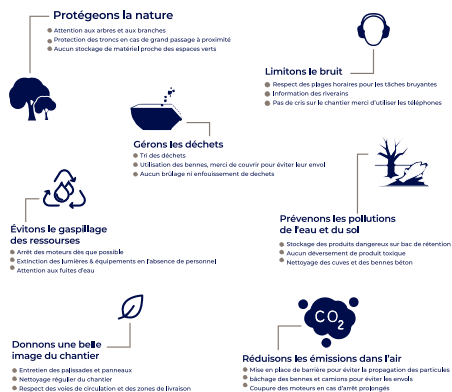 Protégeons la nature
Attention aux arbres et aux branches
Protection des troncs en cas de grand passage à proximité
Aucun stockage de matériel proche des espaces verts
Limitons le bruit
Respect des plages horaires pour les tâches bruyantes
Information des riverains
Pas de cris sur le chantier merci d'utiliser les téléphones
Gérons les déchets
Tri des déchets
Utilisation des bennes, merci de couvrir pour éviter leur envol
Aucun brûlage ni enfouissement de dechets
Évitons le gaspillage
des ressources
Arrêt des moteurs dès que possible
Extinction des lumières & équipements en l'absence de personnel
Attention aux fuites d'eau
Prévenons les pollutions
de l'eau et du sol
Stockage des produits dangereux sur bac de rétention
Aucun déversement de produit toxique
Nettoyage des cuves et des bennes béton
Donnons une belle
image du chantier
Entretien des palissades et panneaux
Nettoyage régulier du chantier
Respect des voies de circulation et des zones de livraison
CO2
Réduisons les émissions dans l'air
Mise en place de barrière pour éviter la propagation des particules
bâchage des bennes et camions pour éviter les envols
Coupure des moteurs en cas d'arrêt prolongés